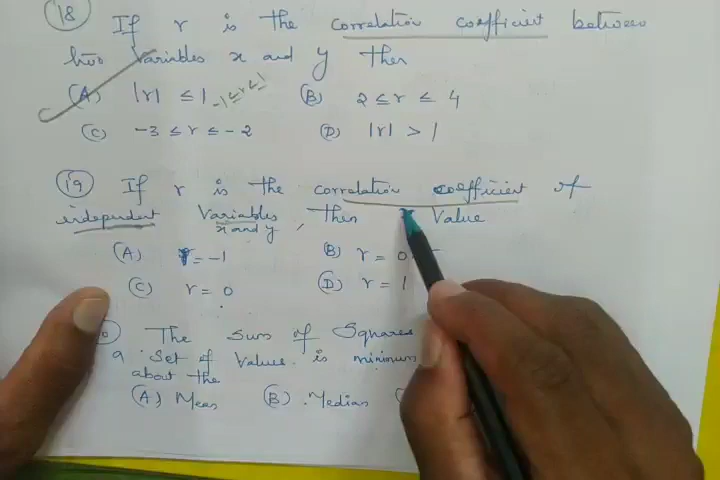 18 If r is the correlation coefficient between
two variables x and y then
(A) |r| ≤ 1 -1 ≤ r ≤ 1 (B) 2 ≤ r ≤ 4
(C) -3 ≤ r ≤ -2 (D) |r| > 1
19 If r is the correlation coefficient of
independent variables x and y, then r value
(A) r = -1 (B) r = 0
(C) r = 0 (D) r = 1
The Sum of Squares
a Set of Values is minimum
about the
(A) Mean (B) Median